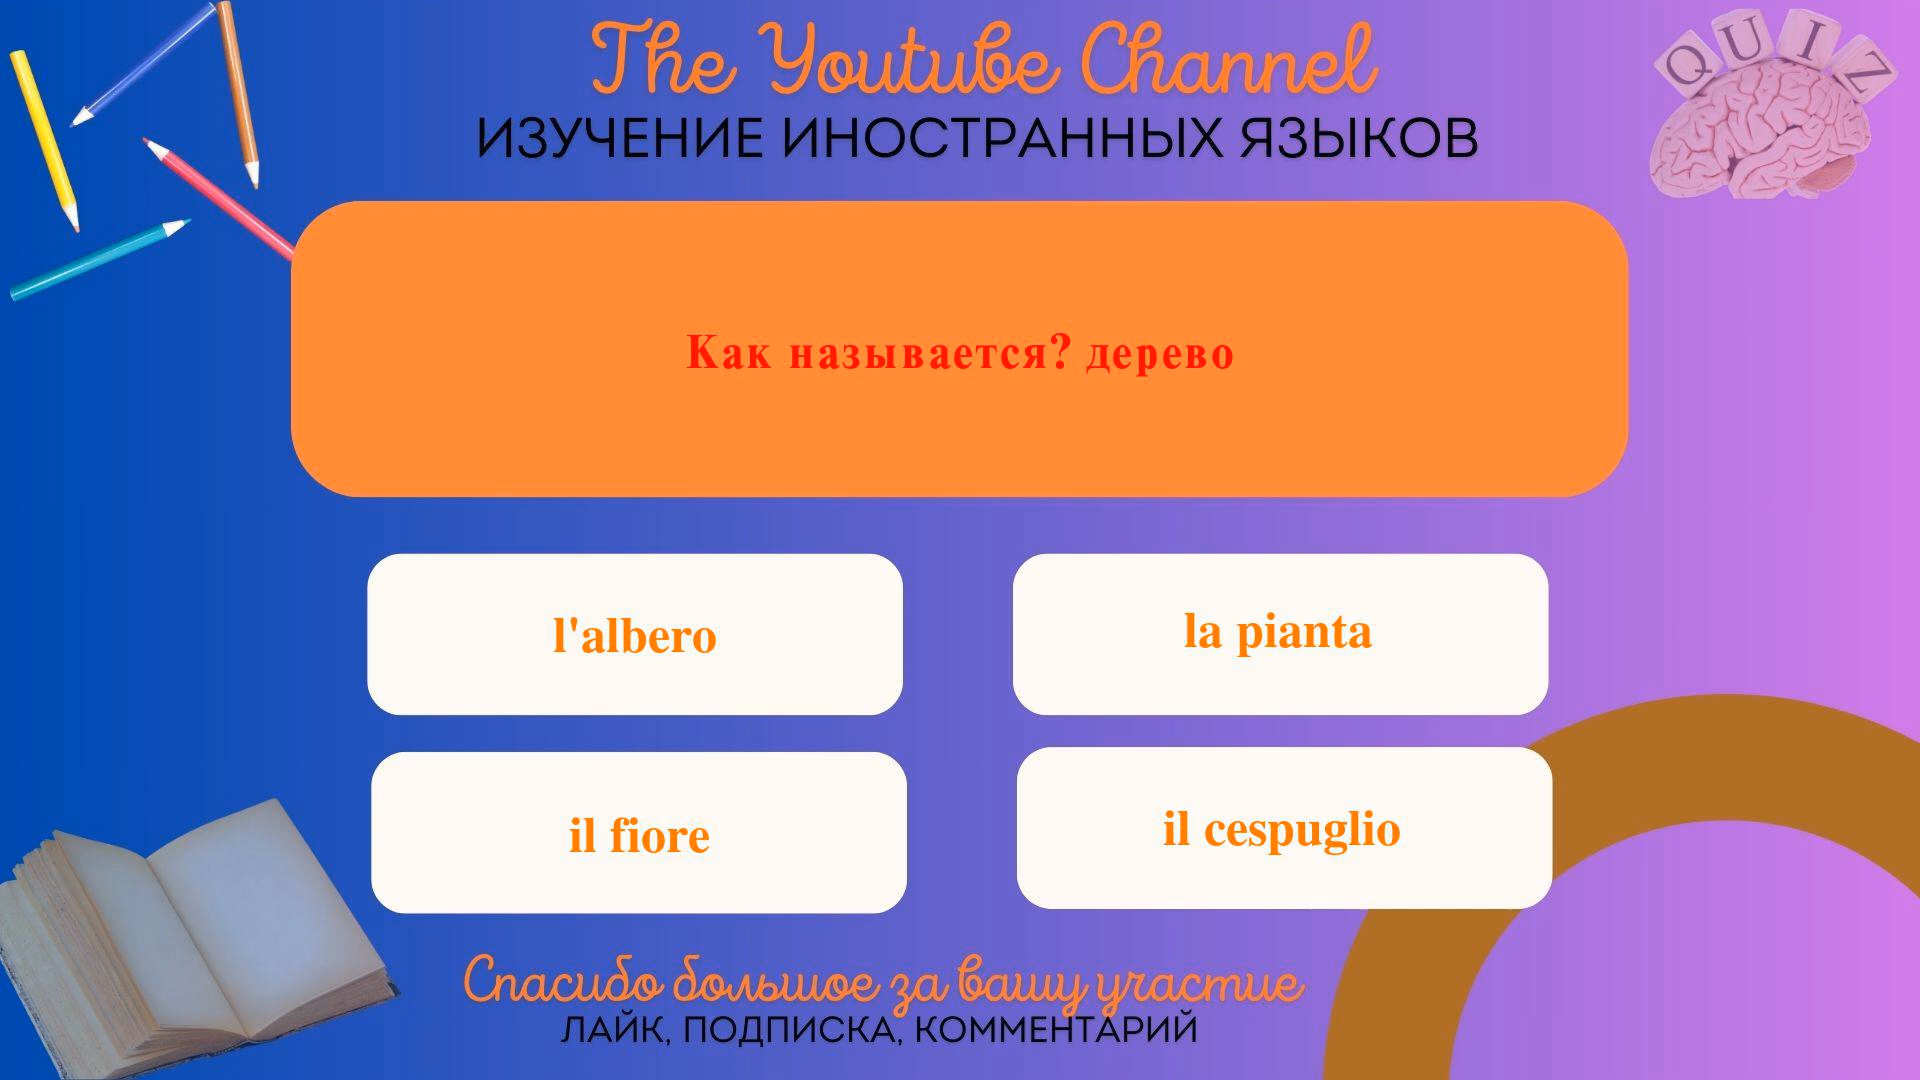 The Youtube Channel
QUIZ
ИЗУЧЕНИЕ ИНОСТРАННЫХ ЯЗЫКОВ
Как называется? дерево
l'albero
la pianta
il fiore
il cespuglio
Спасибо большое за вашу участие
ЛАЙК, ПОДПИСКА, КОММЕНТАРИЙ